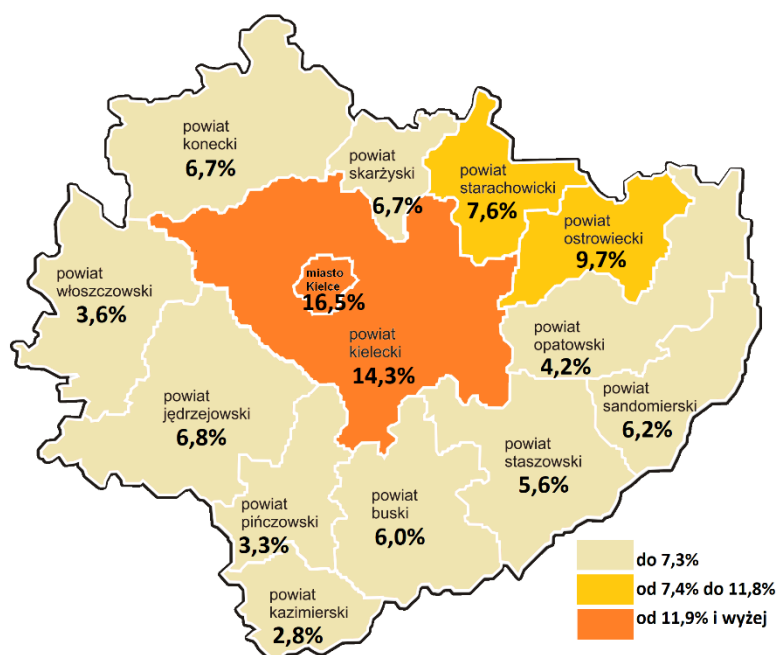 powiat
konecki
6,7%
powiat
skarżyski
6,7%
powiat
starachowicki
7,6%
powiat
ostrowiecki
9,7%
powiat
włoszczowski
3,6%
miasto
Kielce
16,5%
powiat
kielecki
14,3%
powiat
opatowski
4,2%
powiat
sandomierski
6,2%
powiat
jędrzejowski
6,8%
powiat
staszowski
5,6%
powiat
pińczowski
3,3%
powiat
buski
6,0%
powiat
kazimierski
2,8%
do 7,3%
od 7,4% do 11,8%
od 11,9% i wyżej